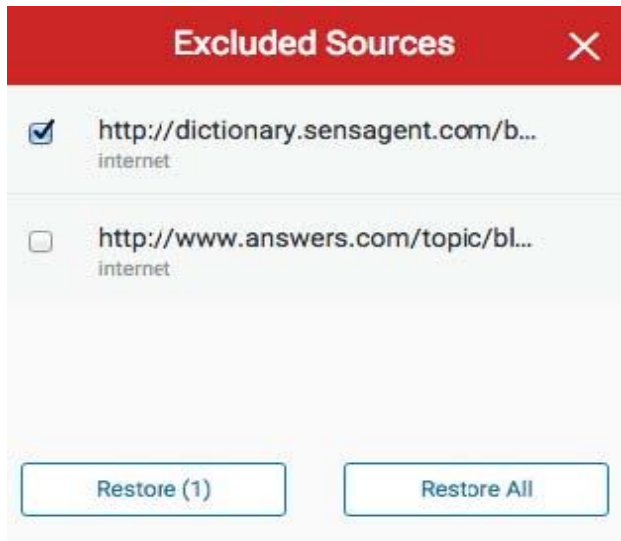 Excluded Sources
http://dictionary.sensagent.com/b...
internet
http://www.answers.com/topic/bl...
internet
Restore (1)
Restore All